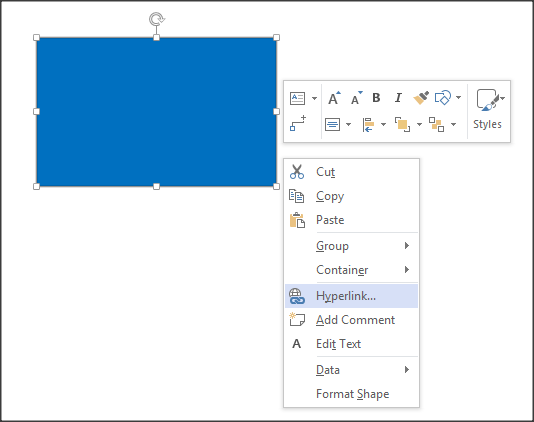 A A B I
Styles
Cut
Copy
Paste
Group
Container
Hyperlink...
Add Comment
A Edit Text
Data
Format Shape